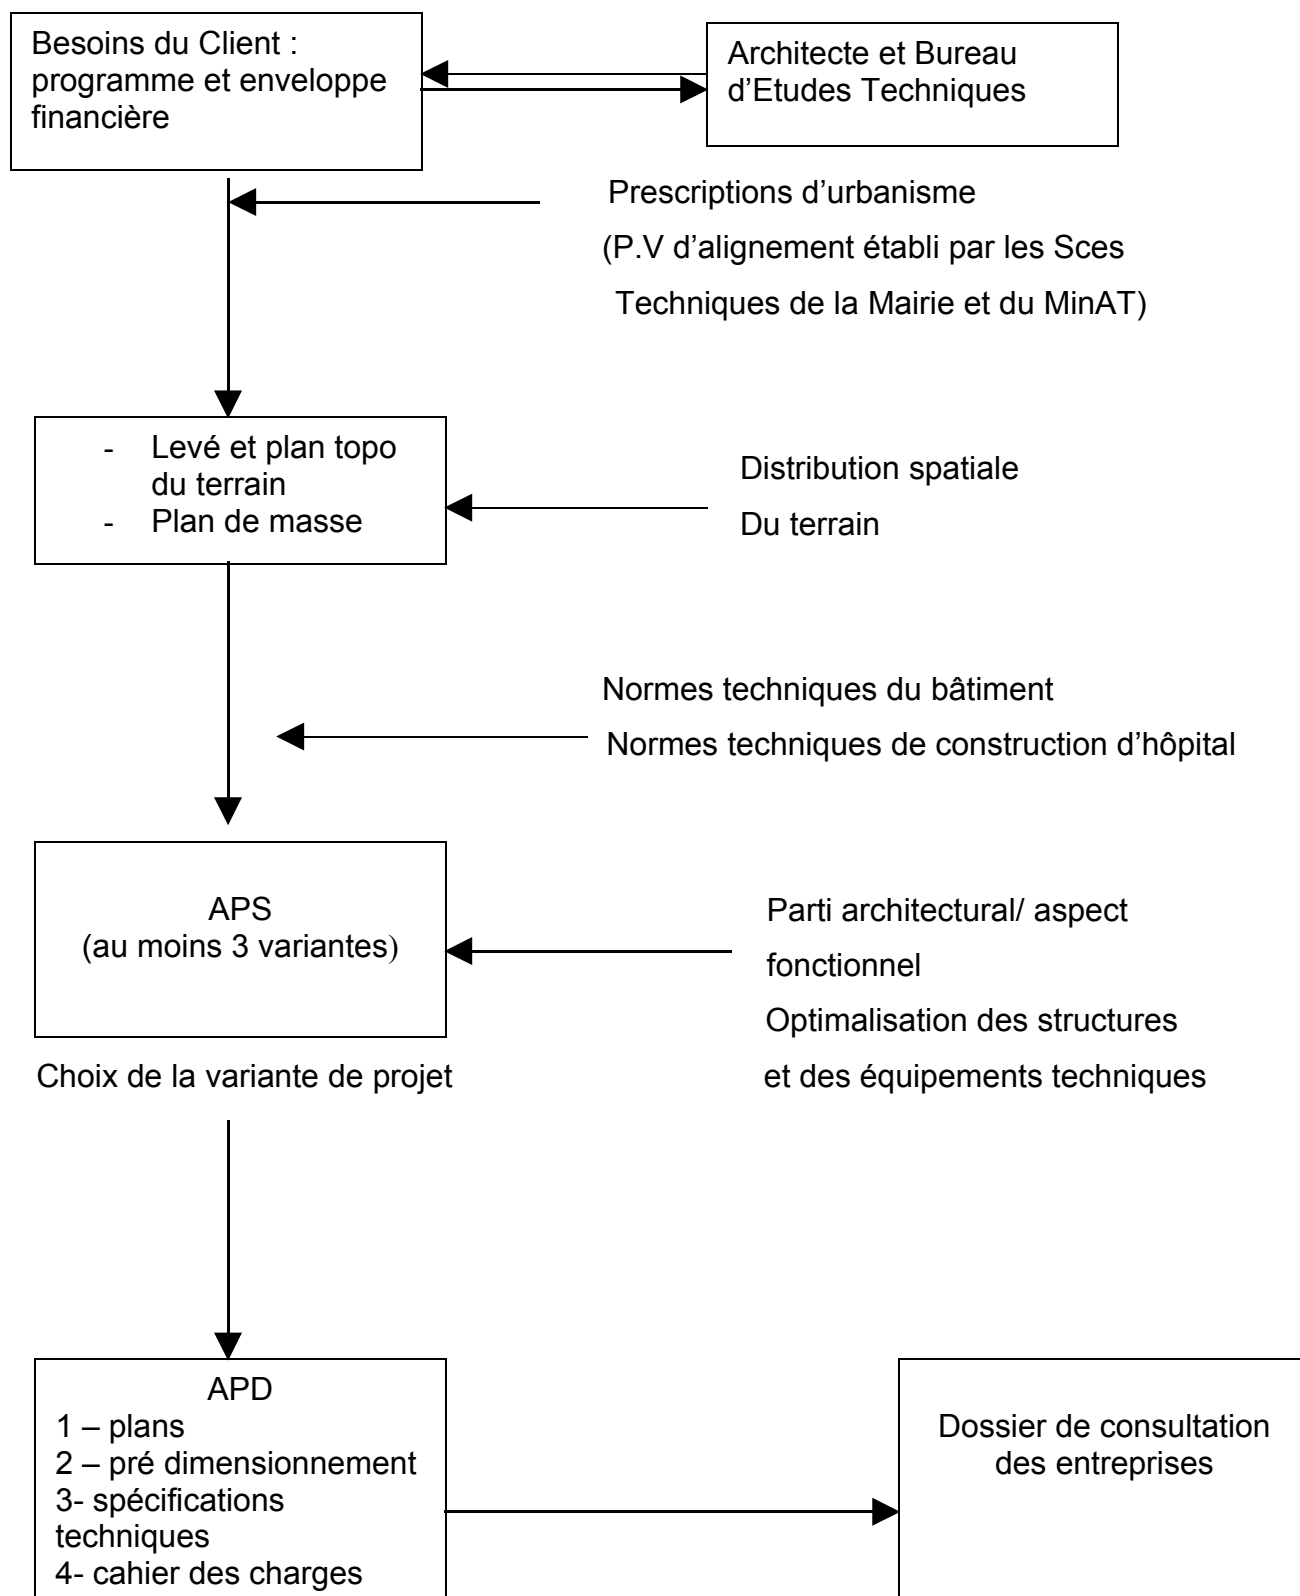 Besoins du Client :
programme et enveloppe
financière
Architecte et Bureau
d’Etudes Techniques
Prescriptions d’urbanisme
(P.V d’alignement établi par les Sces
Techniques de la Mairie et du MinAT)
- Levé et plan topo
du terrain
- Plan de masse
Distribution spatiale
Du terrain
Normes techniques du bâtiment
Normes techniques de construction d’hôpital
APS
(au moins 3 variantes)
Parti architectural/ aspect
fonctionnel
Optimalisation des structures
et des équipements techniques
Choix de la variante de projet
APD
1 – plans
2 – pré dimensionnement
3- spécifications
techniques
4- cahier des charges
Dossier de consultation
des entreprises